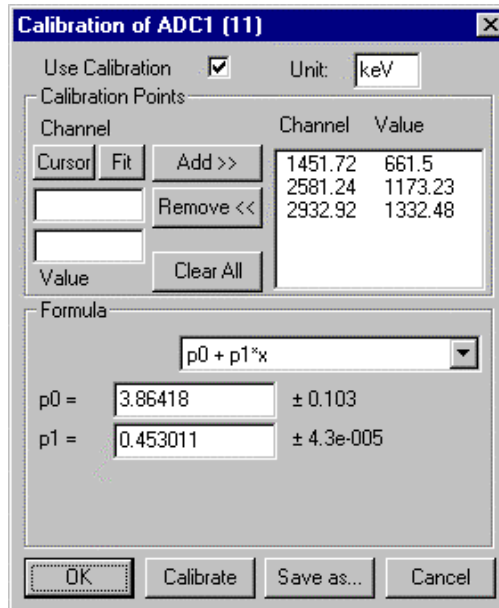 Calibration of ADC1 (11)
Use Calibration Unit: keV
Calibration Points
Channel
Channel Value
Cursor Fit Add >>
1451.72 661.5
2581.24 1173.23
2932.92 1332.48
Remove <<
Value
Clear All
Formula
p0 + p1*x
p0 = 3.86418 ± 0.103
p1 = 0.453011 ± 4.3e-005
OK Calibrate Save as... Cancel